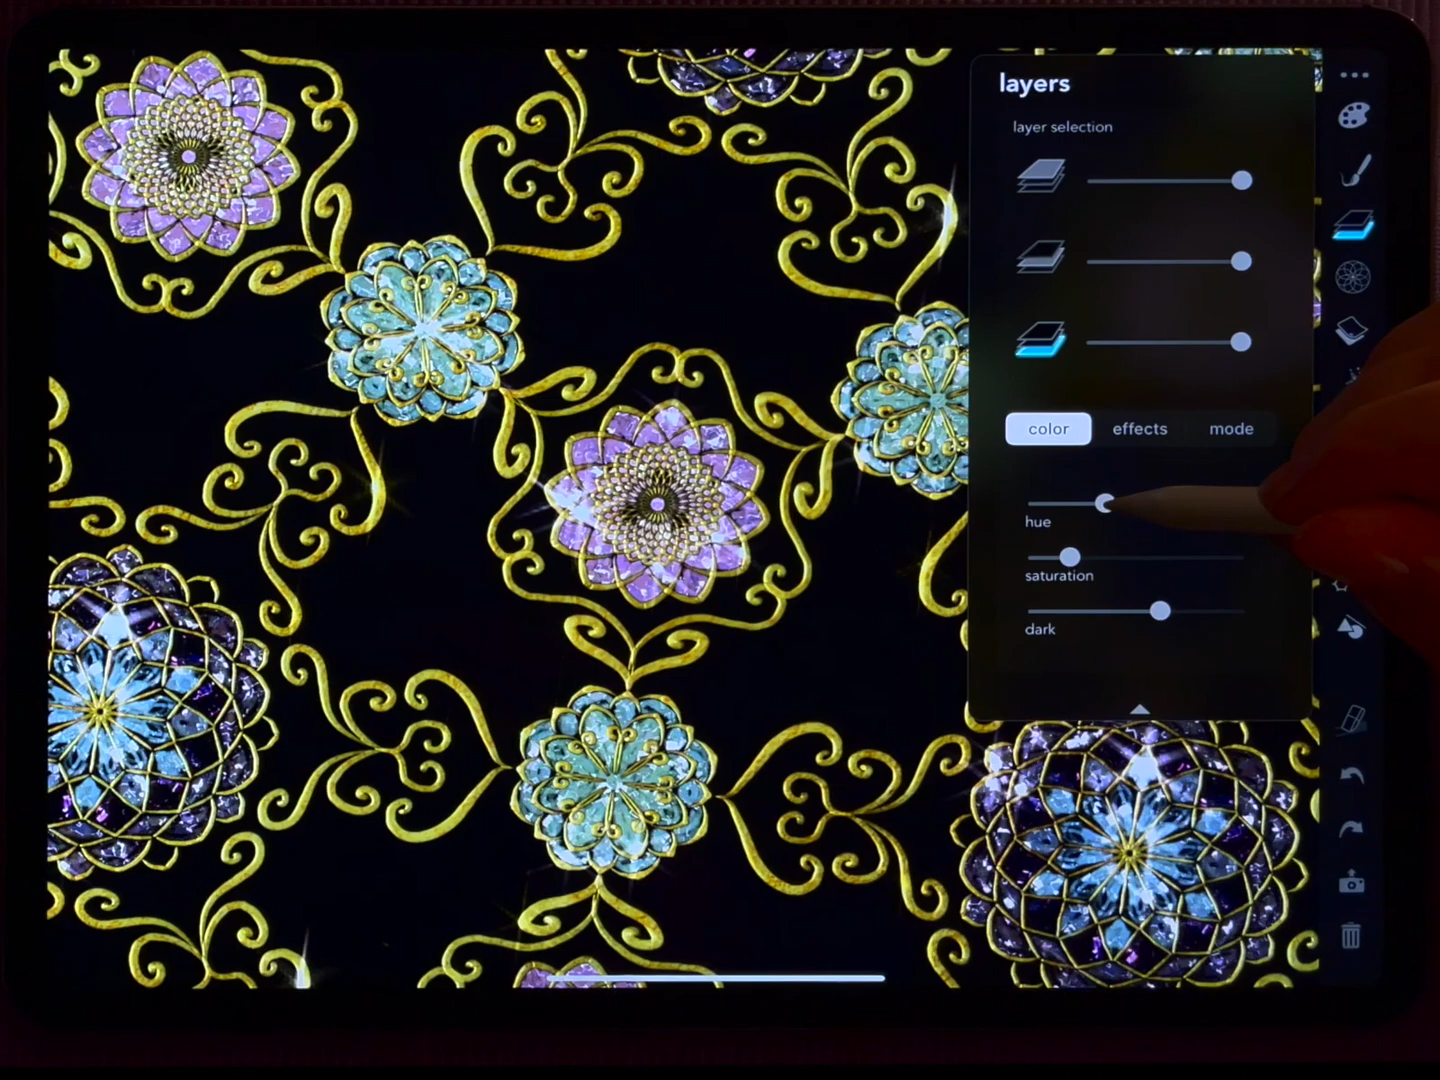 layers
layer selection
color effects mode
hue
saturation
dark